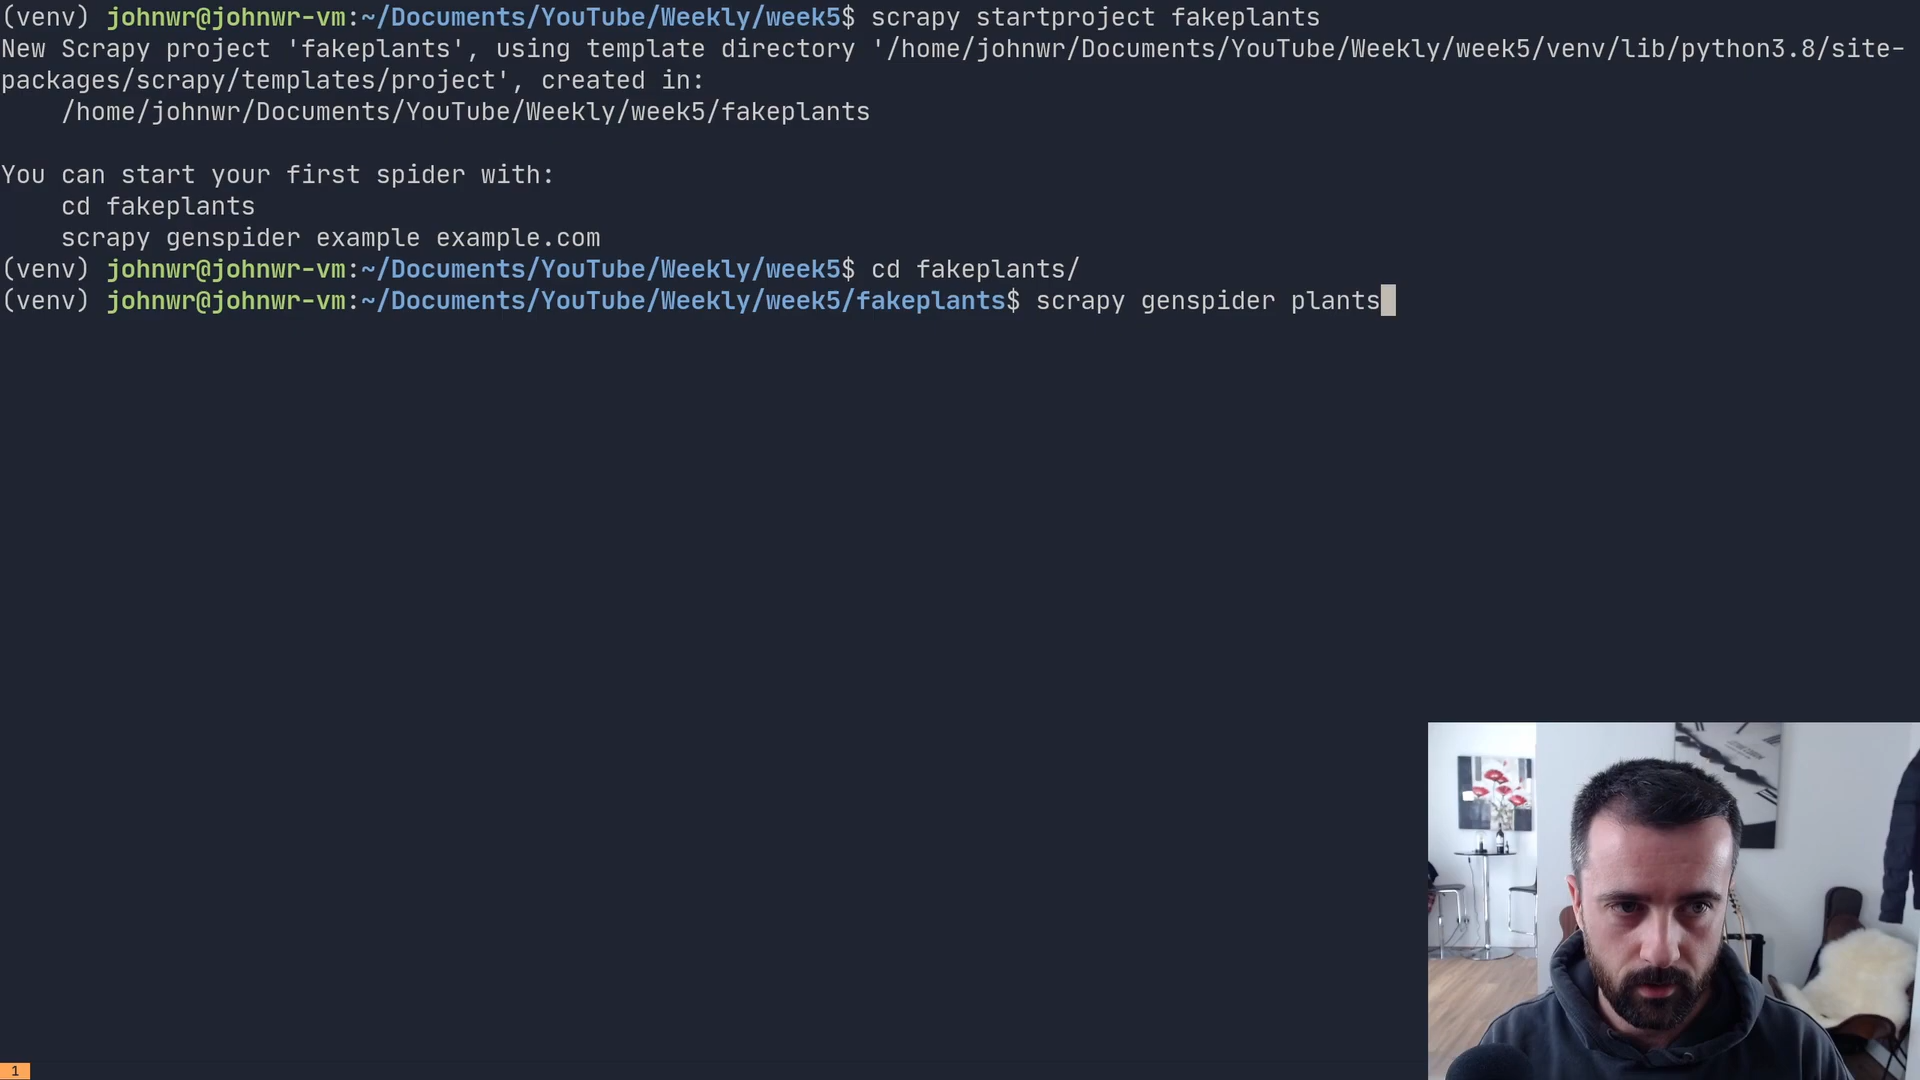 (venv) johnwr@johnwr-vm:~/Documents/YouTube/Weekly/week5$ scrapy startproject fakeplants
New Scrapy project 'fakeplants', using template directory '/home/johnwr/Documents/YouTube/Weekly/week5/venv/lib/python3.8/site-
packages/scrapy/templates/project', created in:
    /home/johnwr/Documents/YouTube/Weekly/week5/fakeplants

You can start your first spider with:
    cd fakeplants
    scrapy genspider example example.com
(venv) johnwr@johnwr-vm:~/Documents/YouTube/Weekly/week5$ cd fakeplants/
(venv) johnwr@johnwr-vm:~/Documents/YouTube/Weekly/week5/fakeplants$ scrapy genspider plants
1